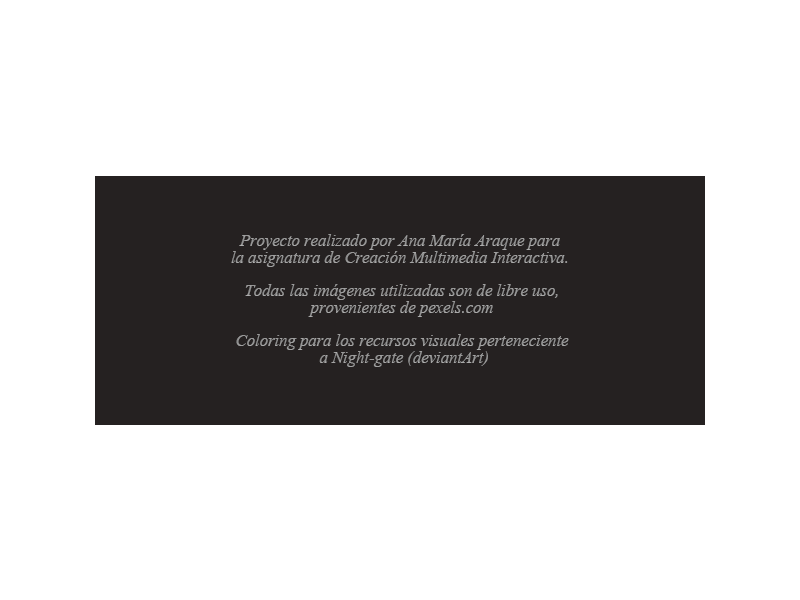 Proyecto realizado por Ana María Araque para
la asignatura de Creación Multimedia Interactiva.
Todas las imágenes utilizadas son de libre uso,
provenientes de pexels.com
Coloring para los recursos visuales perteneciente
a Night-gate (deviantArt)